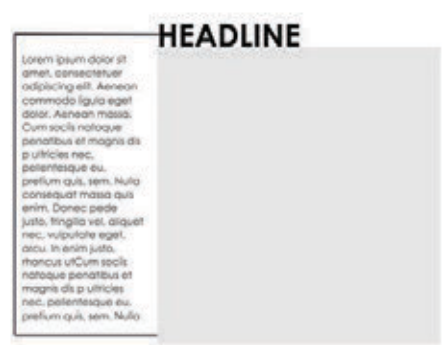 HEADLINE
Lorem ipsum dolor sit
amet, consectetuer
adipiscing elit. Aenean
commodo ligula eget
dolor. Aenean massa.
Cum sociis natoque
penatibus et magnis dis
p ultricies nec,
pellentesque eu,
pretium quis, sem. Nulla
consequat massa quis
enim. Donec pede
justo, fringilla vel, aliquet
nec, vulputate eget,
arcu. In enim justo,
rhoncus utCum sociis
natoque penatibus et
magnis dis p ultricies
nec, pellentesque eu,
pretium quis, sem. Nulla